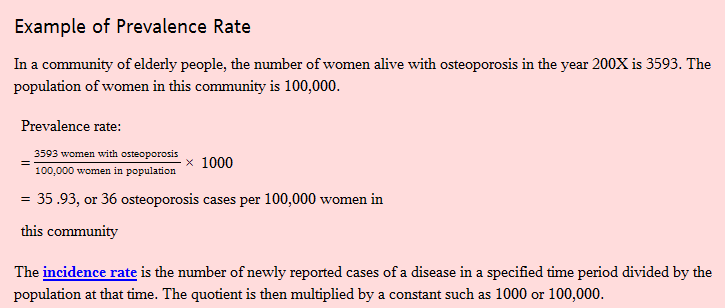 Example of Prevalence Rate
In a community of elderly people, the number of women alive with osteoporosis in the year 200X is 3593. The
population of women in this community is 100,000.
Prevalence rate:
= 3593 women with osteoporosis / 100,000 women in population × 1000
= 35 .93, or 36 osteoporosis cases per 100,000 women in
this community
The incidence rate is the number of newly reported cases of a disease in a specified time period divided by the
population at that time. The quotient is then multiplied by a constant such as 1000 or 100,000.